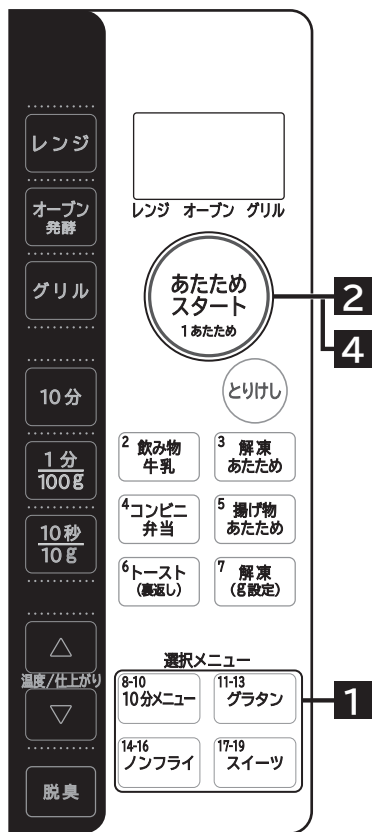 レンジ
オーブン
発酵
グリル
10分
1分
100g
10秒
10g
△
温度/仕上がり
▽
脱臭
レンジ オーブン グリル
あたため
スタート
1あたため
2
4
とりけし
2 飲み物
牛乳
3 解凍
あたため
4コンビニ
弁当
5 揚げ物
あたため
6トースト
(裏返し)
7 解凍
(g設定)
選択メニュー
8-10
10分メニュー
11-13
グラタン
1
14-16
ノンフライ
17-19
スイーツ